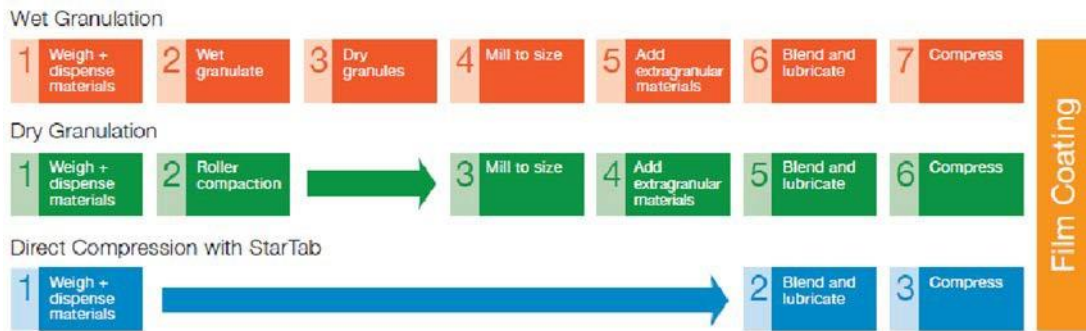 Wet Granulation
1 Weigh + dispense materials
2 Wet granulate
3 Dry granules
4 Mill to size
5 Add extragranular materials
6 Blend and lubricate
7 Compress
Dry Granulation
1 Weigh + dispense materials
2 Roller compaction
3 Mill to size
4 Add extragranular materials
5 Blend and lubricate
6 Compress
Direct Compression with StarTab
1 Weigh + dispense materials
2 Blend and lubricate
3 Compress
Film Coating